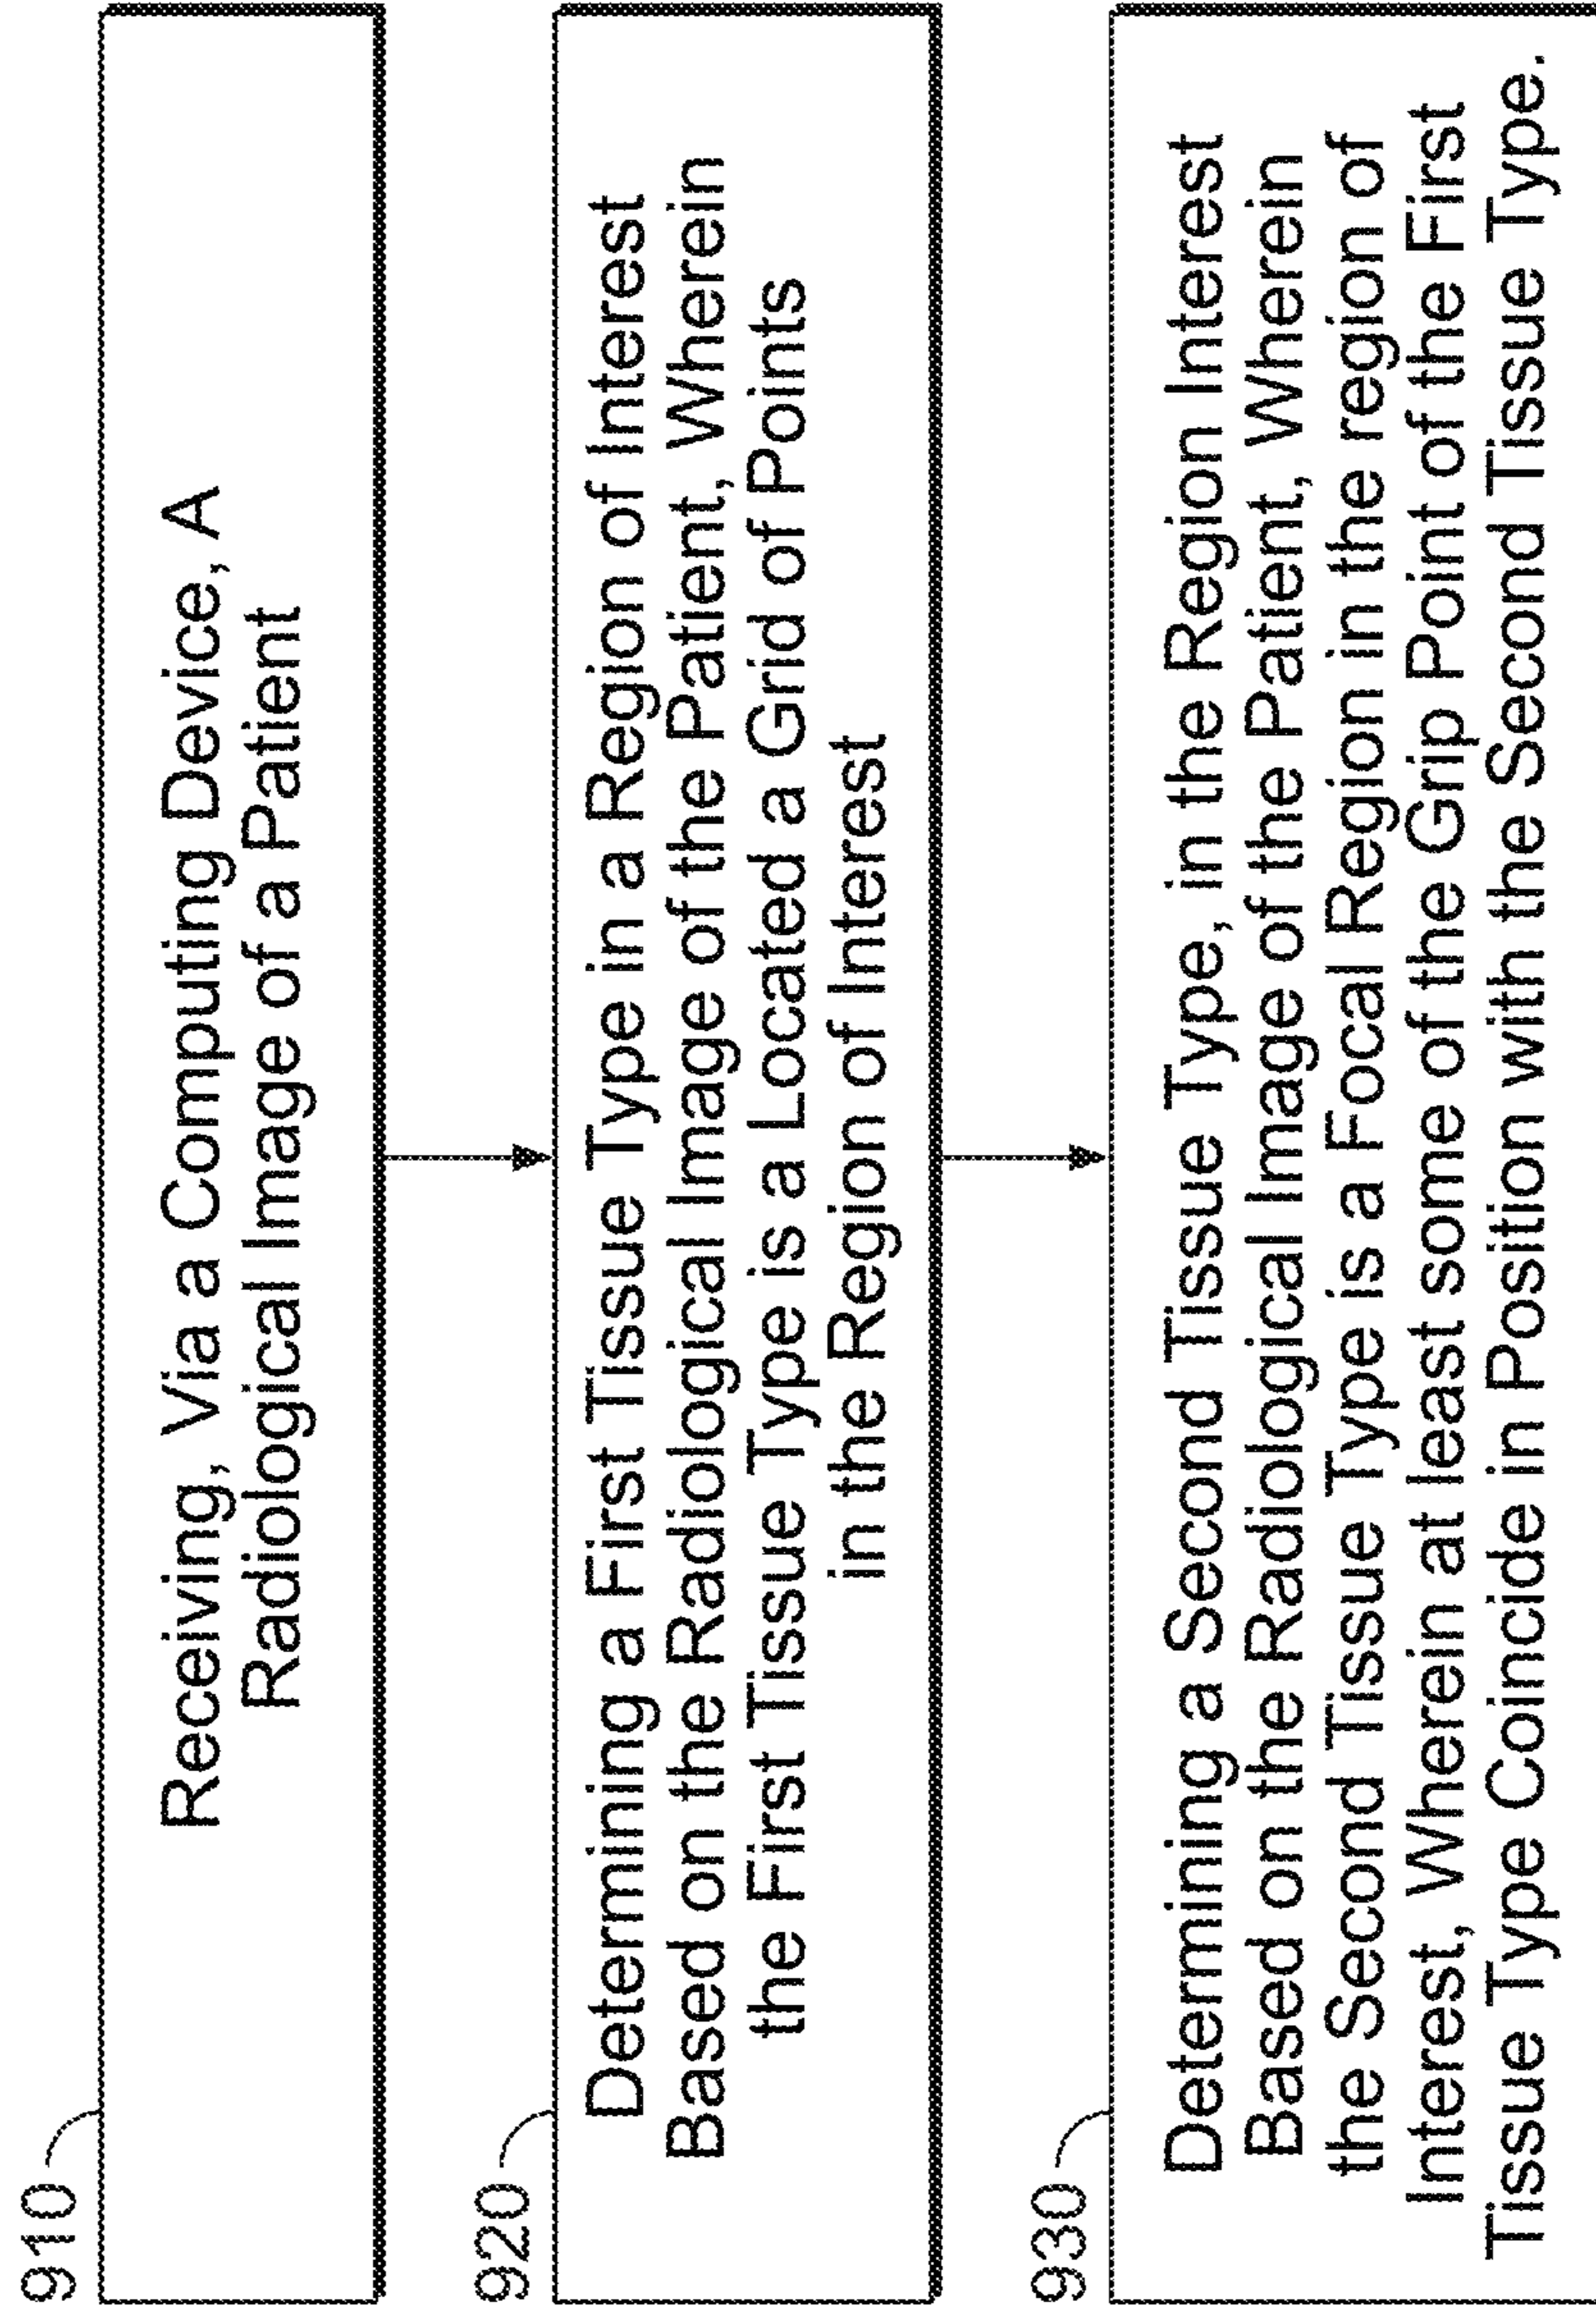 910
Receiving, Via a Computing Device, A
Radiological Image of a Patient
920
Determining a First Tissue Type in a Region of Interest
Based on the Radiological Image of the Patient, Wherein
the First Tissue Type is a Located a Grid of Points
in the Region of Interest
930
Determining a Second Tissue Type, in the Region Interest
Based on the Radiological Image of the Patient, Wherein
the Second Tissue Type is a Focal Region in the region of
Interest, Wherein at least some of the Grip Point of the First
Tissue Type Coincide in Position with the Second Tissue Type.